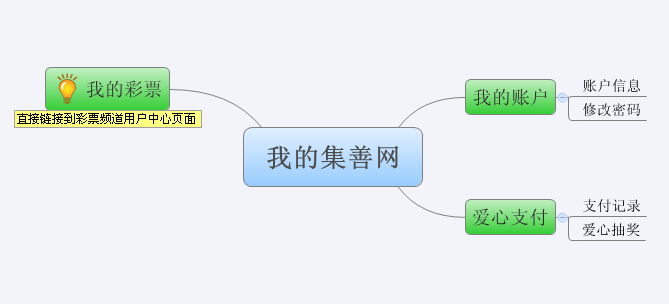 我的彩票
直接链接到彩票频道用户中心页面
我的集善网
我的账户
账户信息
修改密码
爱心支付
支付记录
爱心抽奖